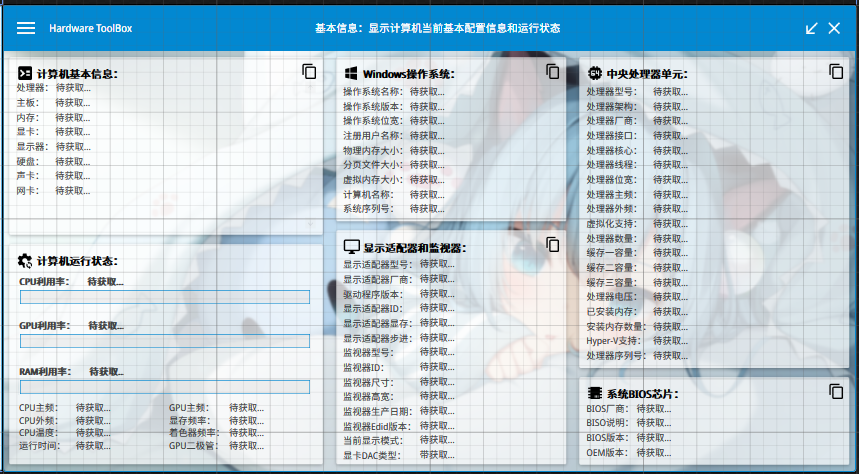 Hardware ToolBox
基本信息：显示计算机当前基本配置信息和运行状态
计算机基本信息：
处理器： 待获取...
主板： 待获取...
内存： 待获取...
显卡： 待获取...
显示器： 待获取...
硬盘： 待获取...
声卡： 待获取...
网卡： 待获取...
计算机运行状态：
CPU利用率： 待获取...
GPU利用率： 待获取...
RAM利用率： 待获取...
CPU主频： 待获取... GPU主频： 待获取...
CPU外频： 待获取... 显存频率： 待获取...
CPU温度： 待获取... 着色器频率： 待获取...
运行时间： 待获取... GPU二极管： 待获取...
Windows操作系统：
操作系统名称： 待获取...
操作系统版本： 待获取...
操作系统位宽： 待获取...
注册用户名称： 待获取...
物理内存大小： 待获取...
分页文件大小： 待获取...
虚拟内存大小： 待获取...
计算机名称： 待获取...
系统序列号： 待获取...
显示适配器和监视器：
显示适配器型号： 待获取...
显示适配器厂商： 待获取...
驱动程序版本： 待获取...
显示适配器ID： 待获取...
显示适配器显存： 待获取...
显示适配器步进： 待获取...
监视器型号： 待获取...
监视器ID： 待获取...
监视器尺寸： 待获取...
监视器高宽： 待获取...
监视器生产日期： 待获取...
监视器Edid版本： 待获取...
当前显示模式： 待获取...
显卡DAC类型： 带获取...
中央处理器单元：
处理器型号： 待获取...
处理器架构： 待获取...
处理器厂商： 待获取...
处理器接口： 待获取...
处理器核心： 待获取...
处理器线程： 待获取...
处理器位宽： 待获取...
处理器主频： 待获取...
处理器外频： 待获取...
虚拟化支持： 待获取...
处理器数量： 待获取...
缓存一容量： 待获取...
缓存二容量： 待获取...
缓存三容量： 待获取...
处理器电压： 待获取...
已安装内存： 待获取...
安装内存数量： 待获取...
Hyper-V支持： 待获取...
处理器序列号： 待获取...
系统BIOS芯片：
BIOS厂商： 待获取...
BISO说明： 待获取...
BIOS版本： 待获取...
OEM版本： 待获取...